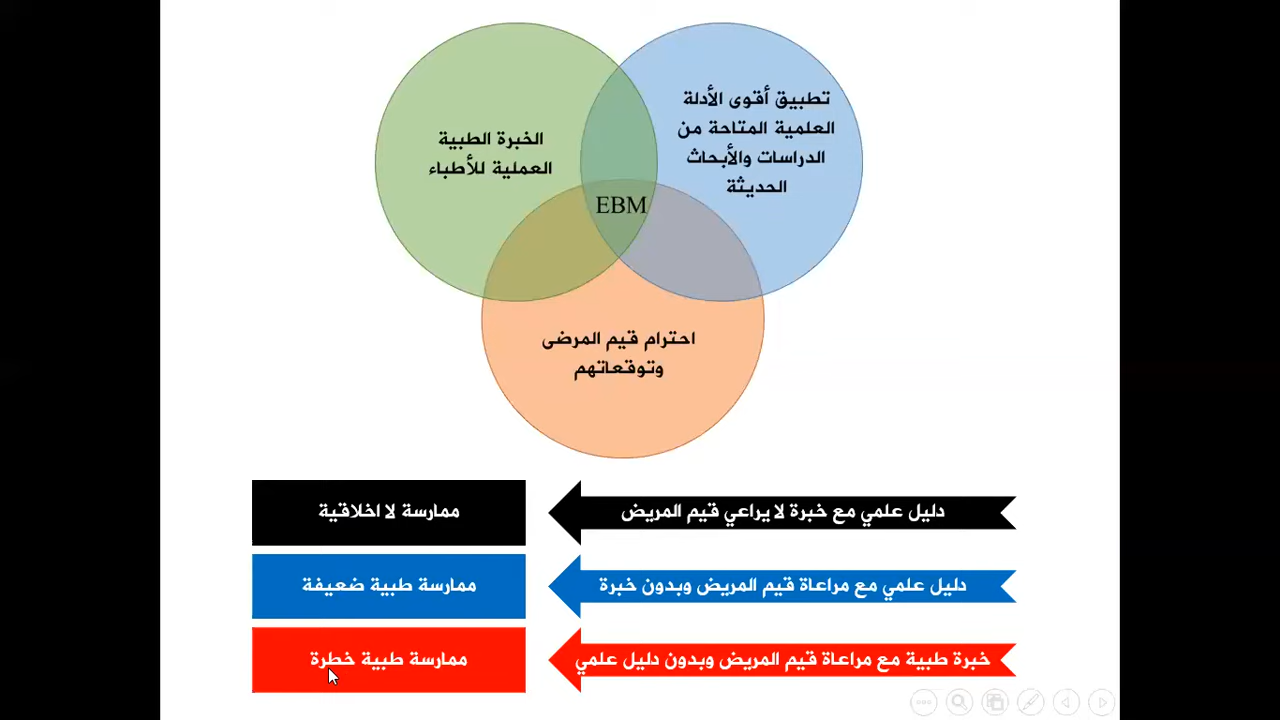 تطبيق أقوى الأدلة
العلمية المتاحة من
الدراسات والأبحاث
الحديثة
الخبرة الطبية
العملية للأطباء
EBM
احترام قيم المرضى
وتوقعاتهم
دليل علمي مع خبرة لا يراعي قيم المريض
ممارسة لا اخلاقية
دليل علمي مع مراعاة قيم المريض وبدون خبرة
ممارسة طبية ضعيفة
خبرة طبية مع مراعاة قيم المريض وبدون دليل علمي
ممارسة طبية خطرة